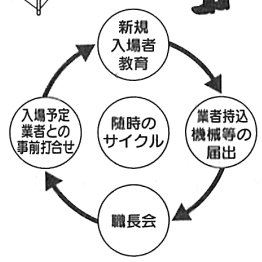 新規
入場者
教育
業者持込
機械等の
届出
職長会
入場予定
業者との
事前打合せ
随時の
サイクル